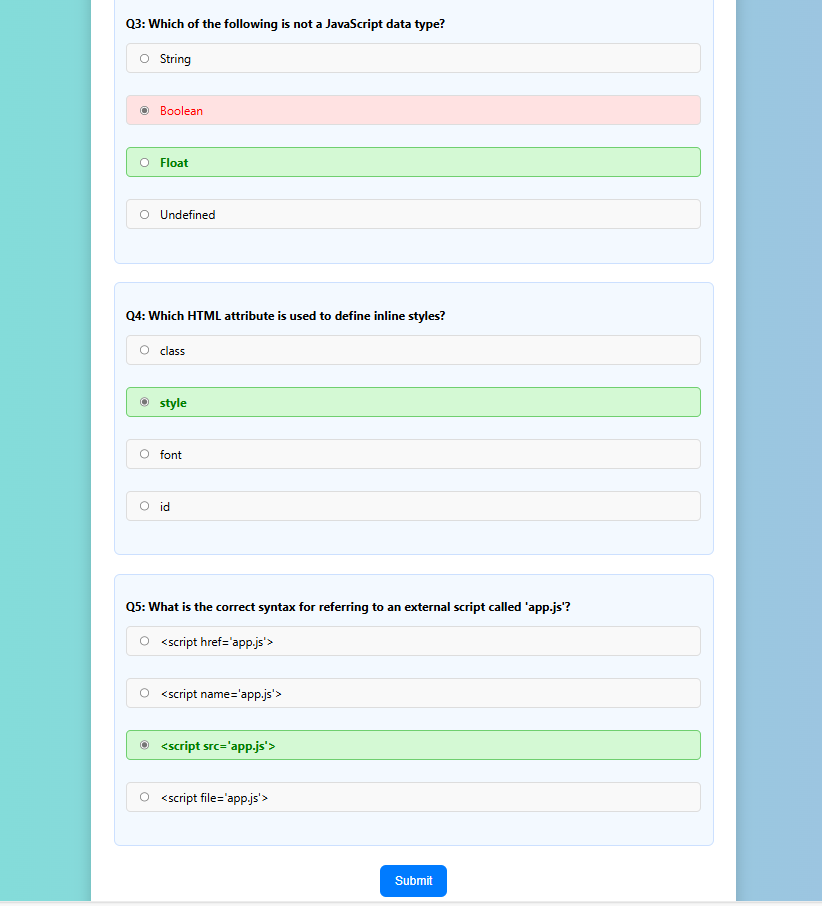 Q3: Which of the following is not a JavaScript data type?
String
Boolean
Float
Undefined
Q4: Which HTML attribute is used to define inline styles?
class
style
font
id
Q5: What is the correct syntax for referring to an external script called 'app.js'?
<script href='app.js'>
<script name='app.js'>
<script src='app.js'>
<script file='app.js'>
Submit